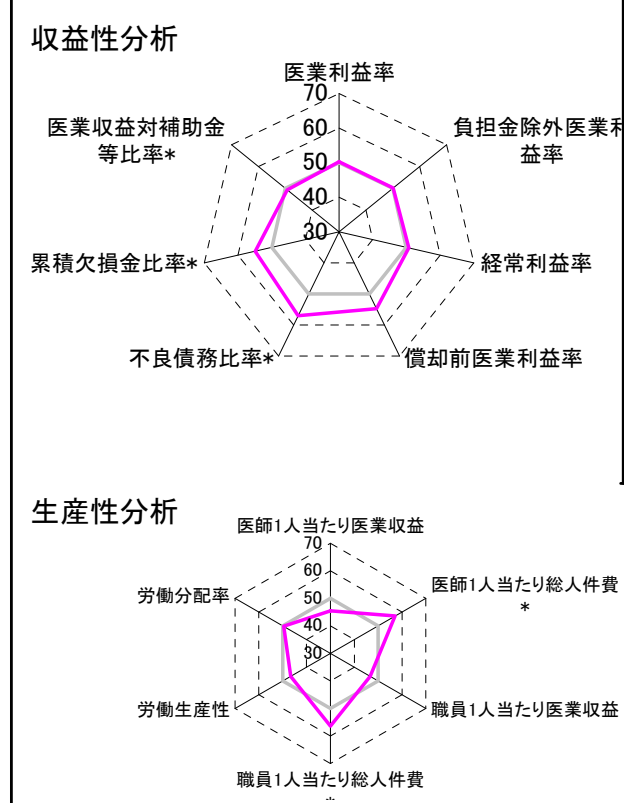 収益性分析
医業利益率
70
60
50
40
30
負担金除外医業利
益率
経常利益率
償却前医業利益率
不良債務比率*
累積欠損金比率*
医業収益対補助金
等比率*
生産性分析
医師1人当たり医業収益
70
60
50
40
30
医師1人当たり総人件費
*
職員1人当たり医業収益
職員1人当たり総人件費
*
労働生産性
労働分配率